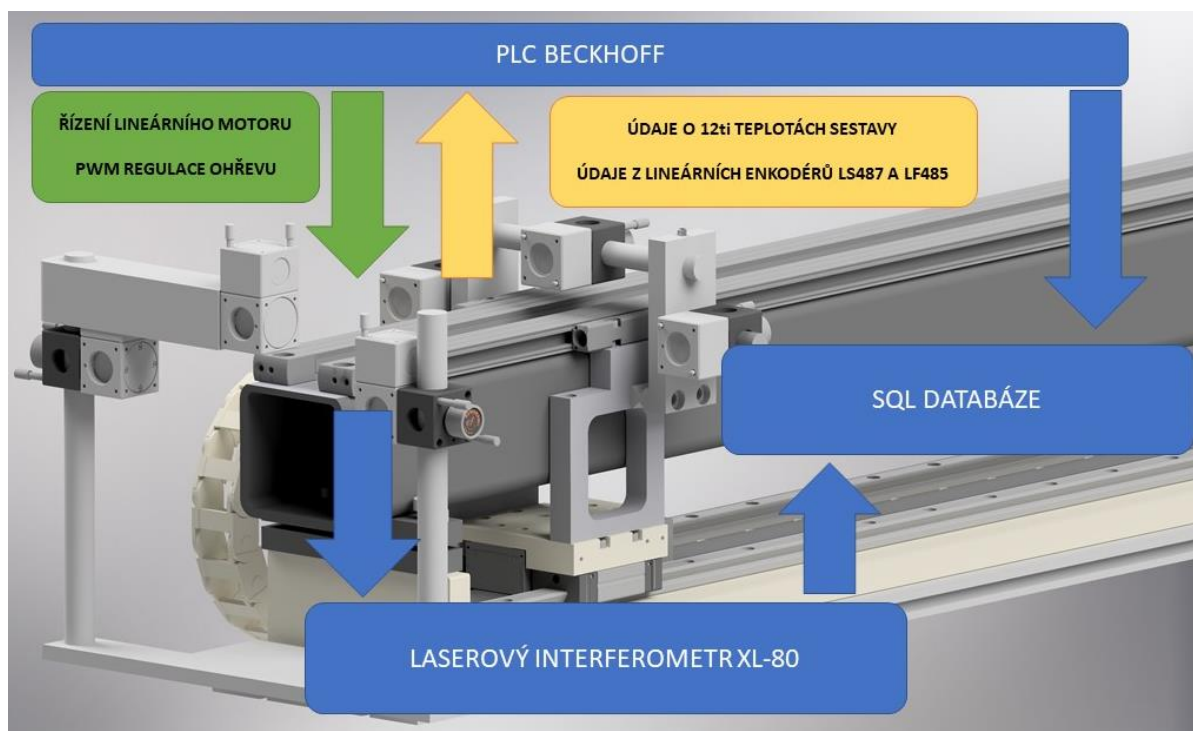 PLC BECKHOFF
ŘÍZENÍ LINEÁRNÍHO MOTORU
PWM REGULACE OHŘEVU
ÚDAJE O 12ti TEPLOTÁCH SESTAVY
ÚDAJE Z LINEÁRNÍCH ENKODÉRŮ LS487 A LF485
SQL DATABÁZE
LASEROVÝ INTERFEROMETR XL-80